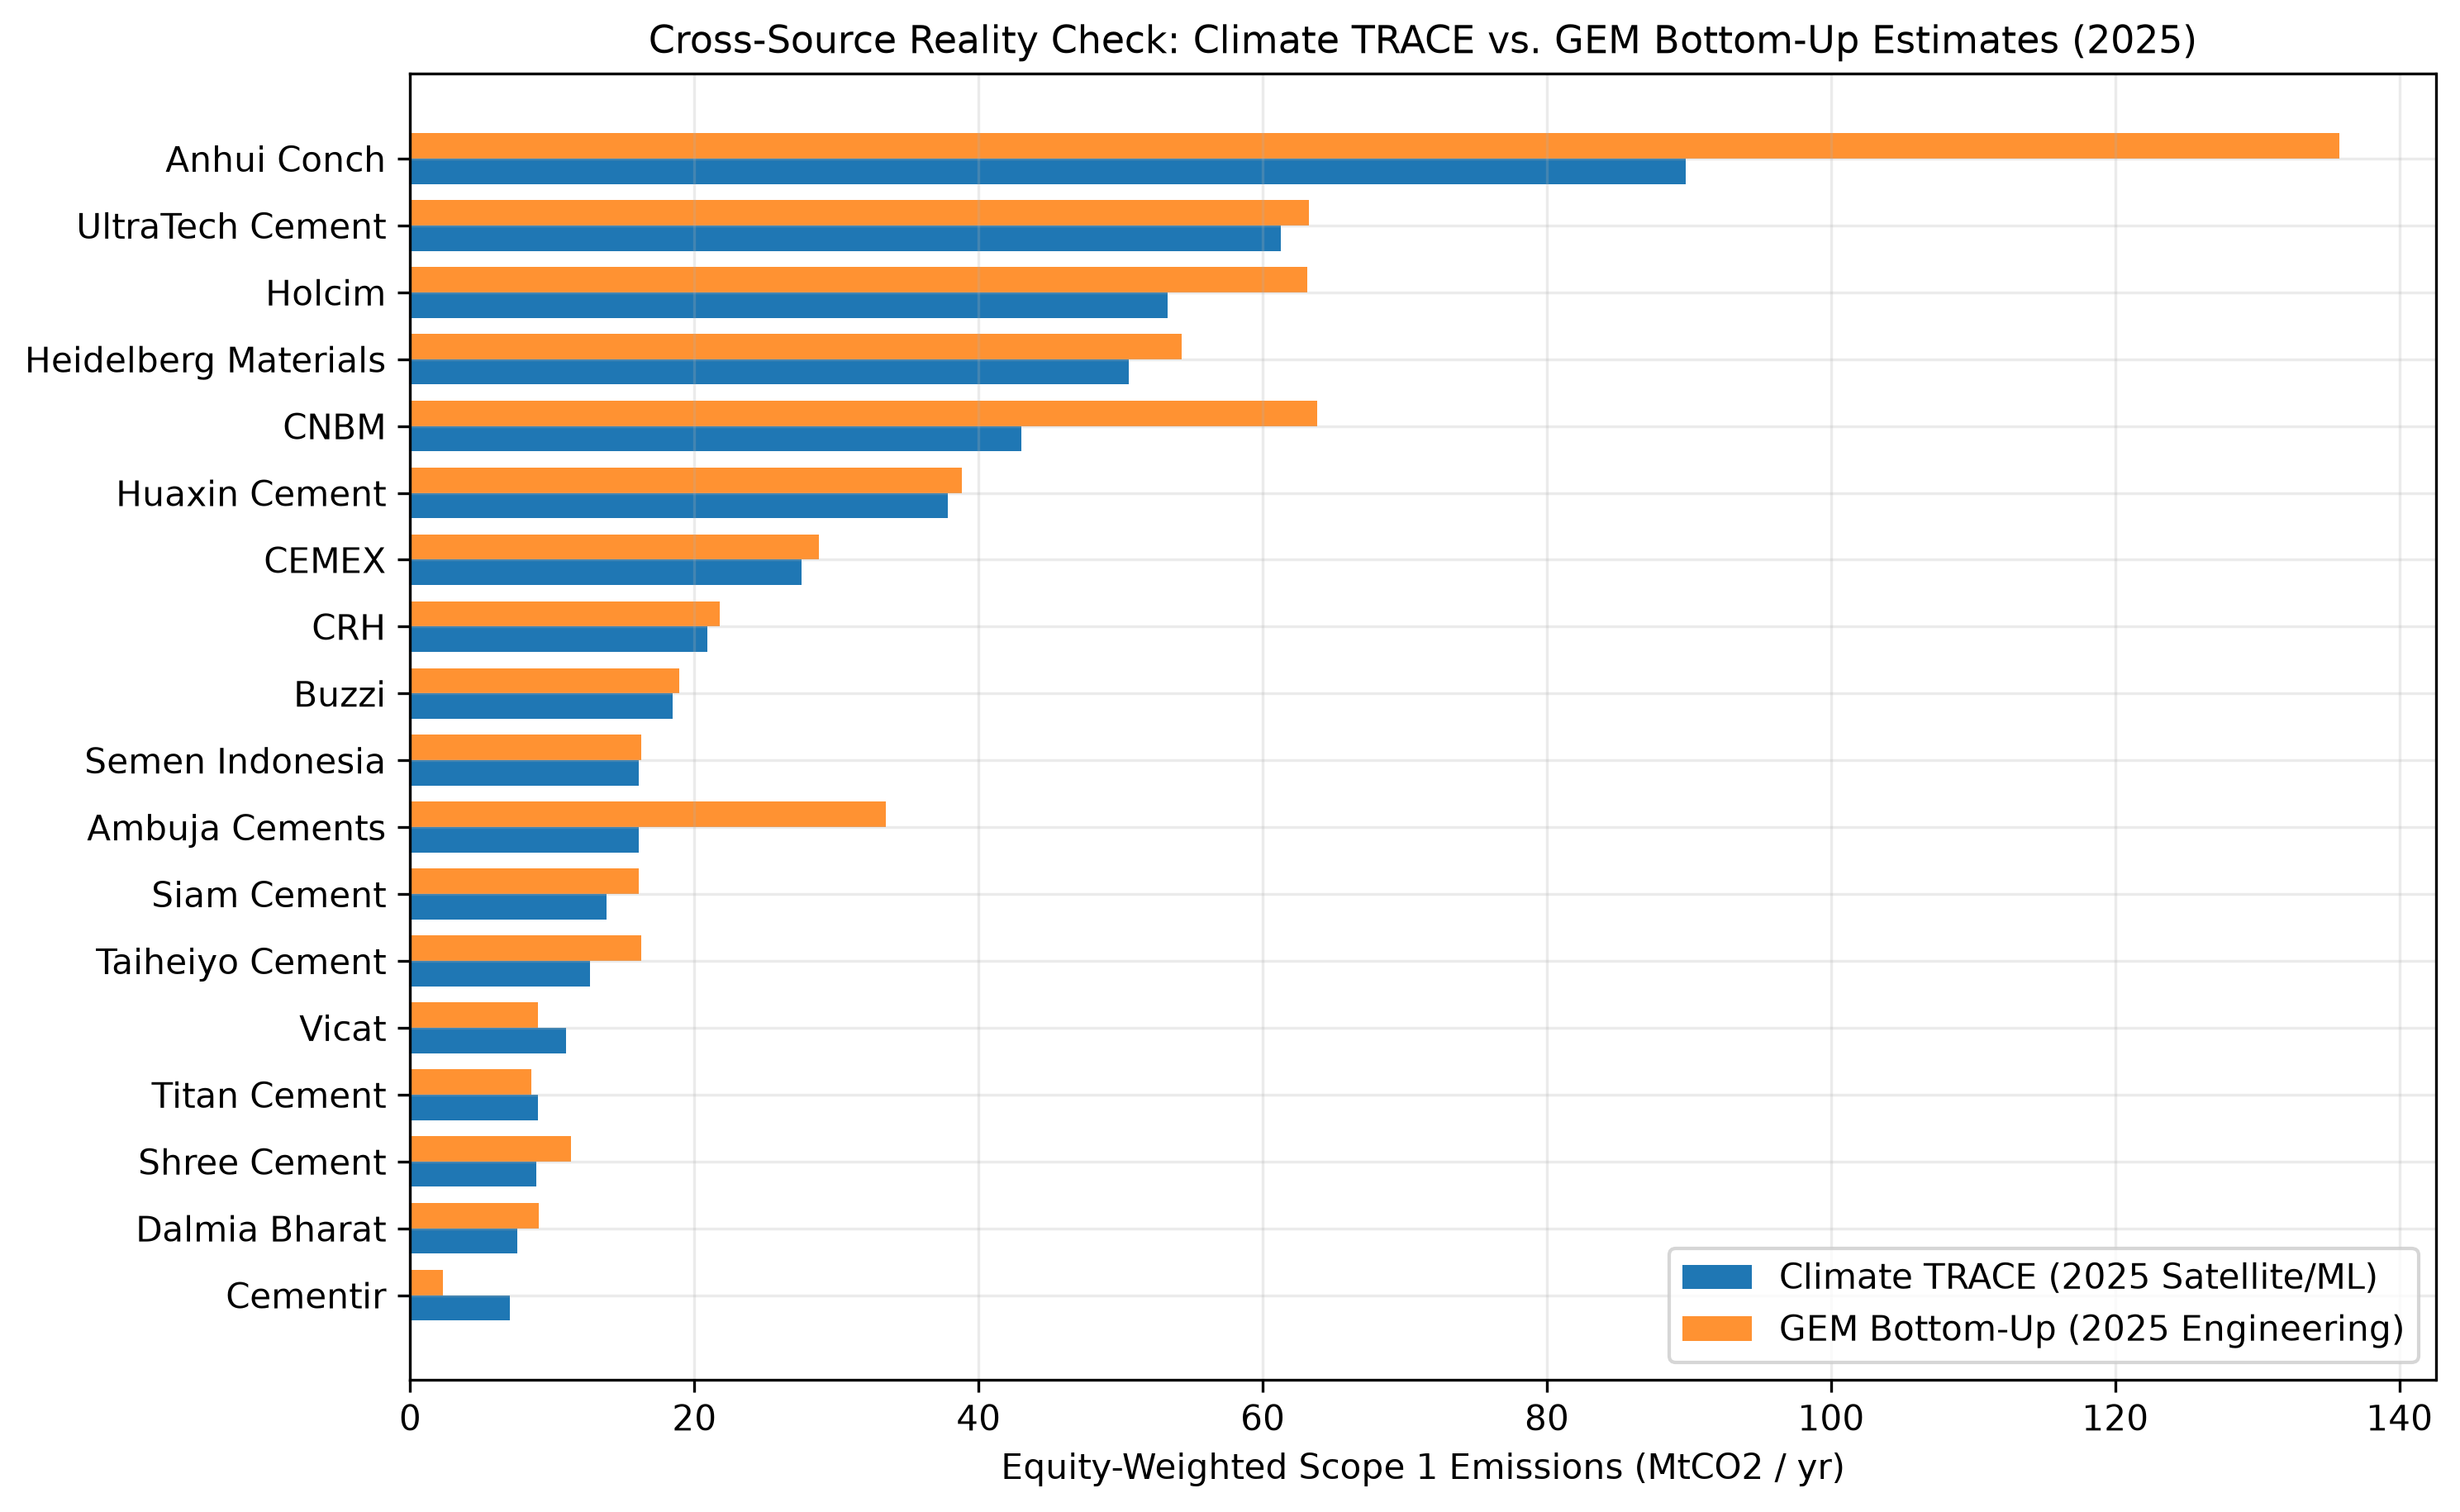 Cross-Source Reality Check: Climate TRACE vs. GEM Bottom-Up Estimates (2025)
Anhui Conch
UltraTech Cement
Holcim
Heidelberg Materials
CNBM
Huaxin Cement
CEMEX
CRH
Buzzi
Semen Indonesia
Ambuja Cements
Siam Cement
Taiheiyo Cement
Vicat
Titan Cement
Shree Cement
Dalmia Bharat
Cementir
Climate TRACE (2025 Satellite/ML)
GEM Bottom-Up (2025 Engineering)
0 20 40 60 80 100 120 140
Equity-Weighted Scope 1 Emissions (MtCO2 / yr)